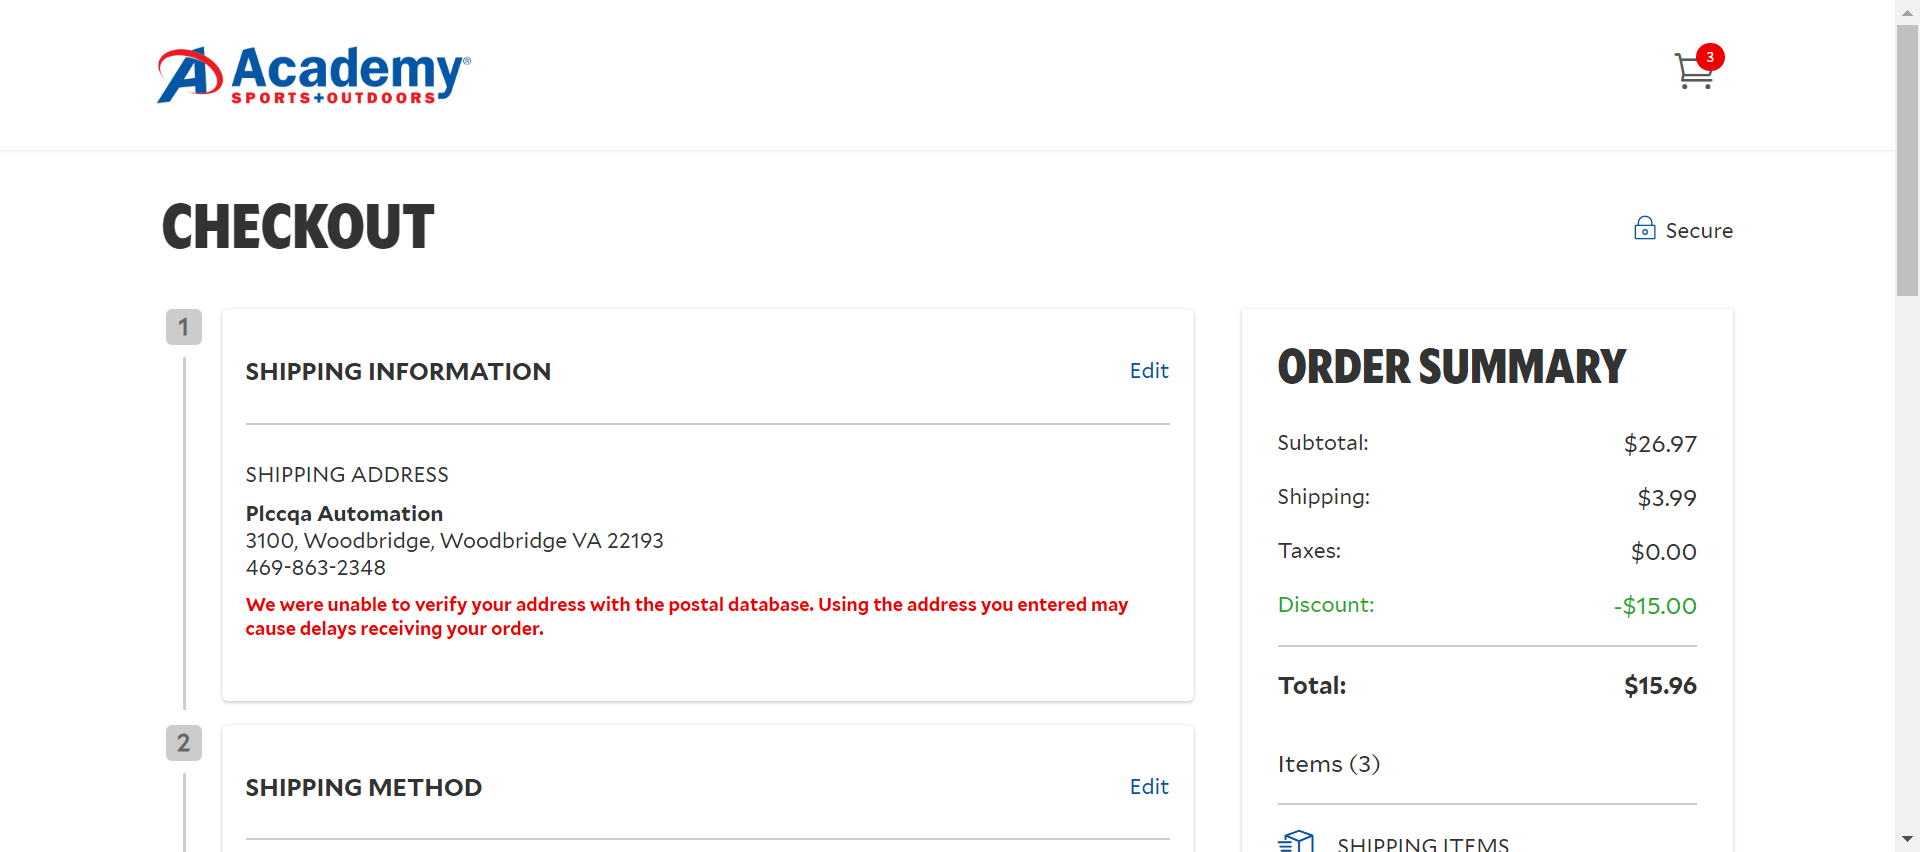 Academy®
SPORTS+OUTDOORS
3
CHECKOUT
Secure
1
SHIPPING INFORMATION
Edit
SHIPPING ADDRESS
Plccqa Automation
3100, Woodbridge, Woodbridge VA 22193
469-863-2348
We were unable to verify your address with the postal database. Using the address you entered may
cause delays receiving your order.
2
SHIPPING METHOD
Edit
ORDER SUMMARY
Subtotal: $26.97
Shipping: $3.99
Taxes: $0.00
Discount: -$15.00
Total: $15.96
Items (3)
SHIPPING ITEMS